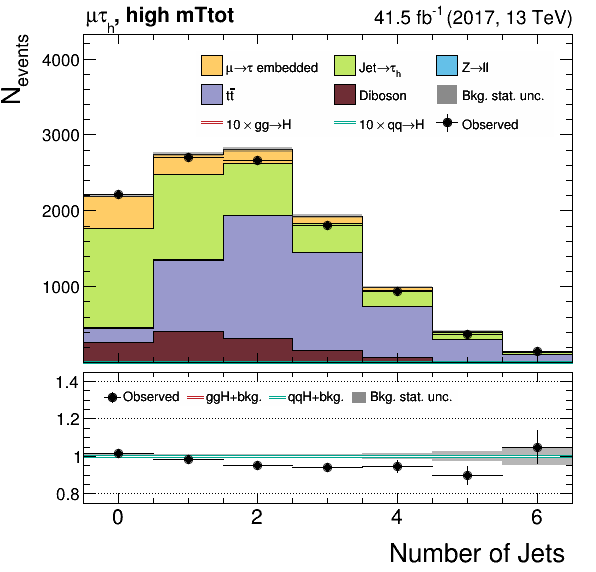 μτh, high mTtot 41.5 fb⁻¹ (2017, 13 TeV)
Nevents
4000
3000
2000
1000
μ→τ embedded Jet→τh Z→ll
tt̄ Diboson Bkg. stat. unc.
10 × gg→H 10 × qq→H Observed
1.4
1.2
1
0.8
Observed ggH+bkg. qqH+bkg. Bkg. stat. unc.
0 2 4 6
Number of Jets